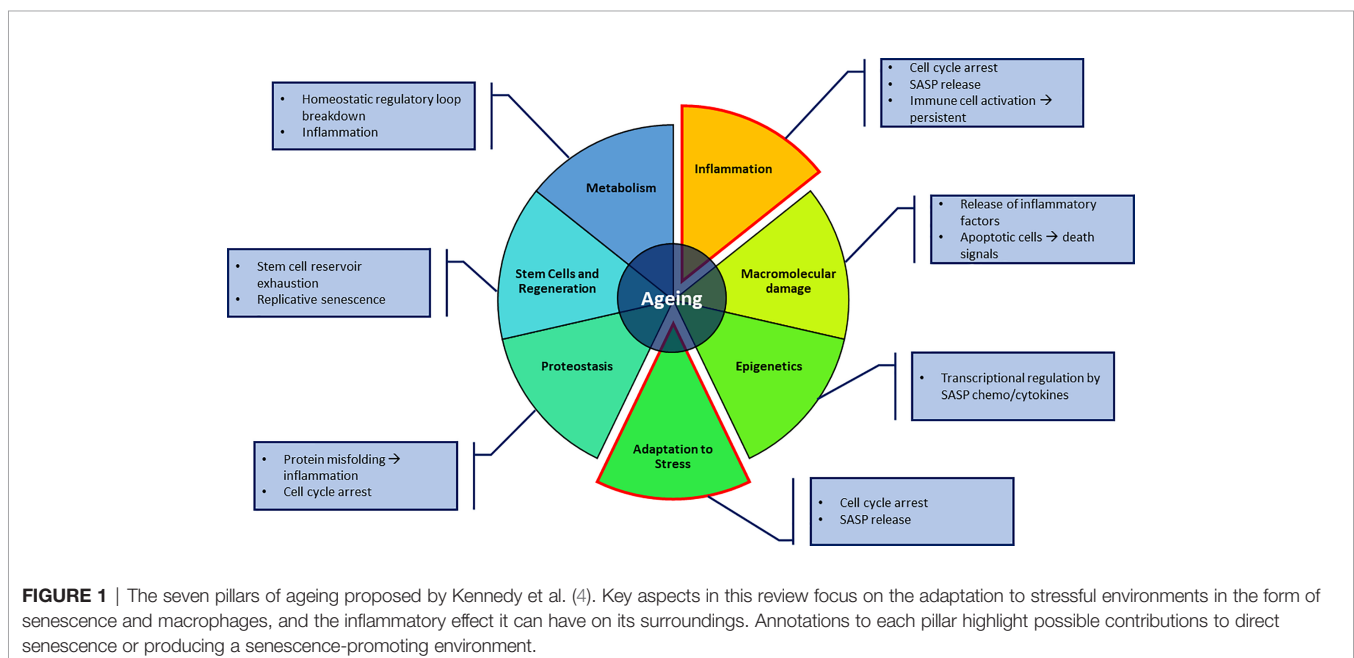 • Cell cycle arrest
• SASP release
• Immune cell activation →
persistent
• Homeostatic regulatory loop
breakdown
• Inflammation
Inflammation
Metabolism
• Release of inflammatory
factors
• Apoptotic cells → death
signals
• Stem cell reservoir
exhaustion
• Replicative senescence
Stem Cells and
Regeneration
Macromolecular
damage
Ageing
Proteostasis
Epigenetics
• Transcriptional regulation by
SASP chemo/cytokines
Adaptation to
Stress
• Protein misfolding →
inflammation
• Cell cycle arrest
• Cell cycle arrest
• SASP release
FIGURE 1 | The seven pillars of ageing proposed by Kennedy et al. (4). Key aspects in this review focus on the adaptation to stressful environments in the form of
senescence and macrophages, and the inflammatory effect it can have on its surroundings. Annotations to each pillar highlight possible contributions to direct
senescence or producing a senescence-promoting environment.